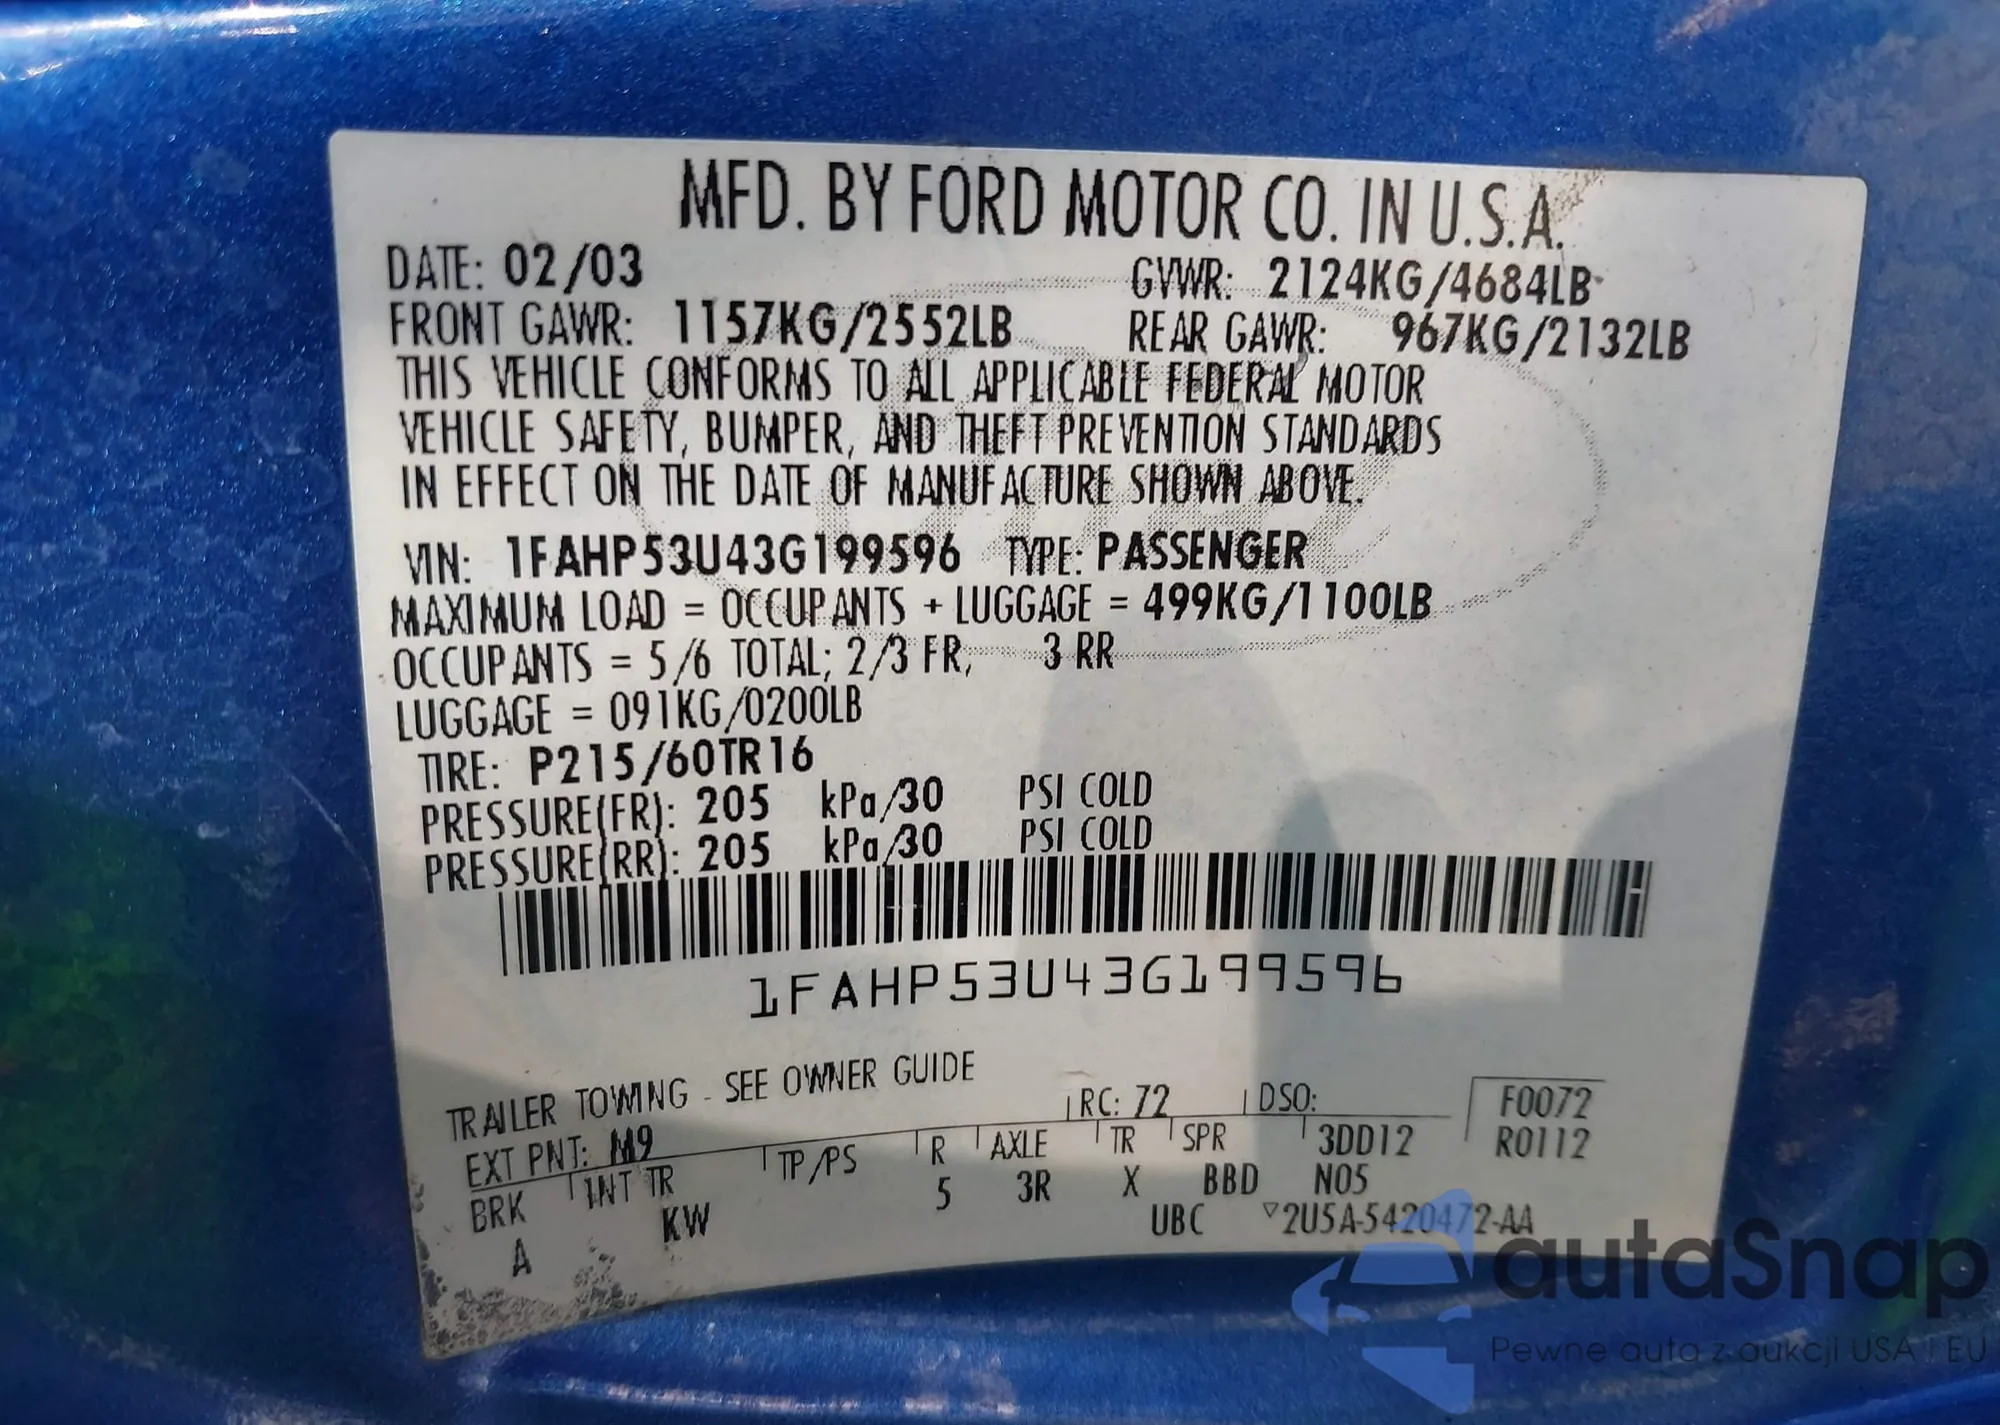 MFD. BY FORD MOTOR CO. IN U.S.A.
DATE: 02/03 GVWR: 2124KG/4684LB
FRONT GAWR: 1157KG/2552LB REAR GAWR: 967KG/2132LB
THIS VEHICLE CONFORMS TO ALL APPLICABLE FEDERAL MOTOR
VEHICLE SAFETY, BUMPER, AND THEFT PREVENTION STANDARDS
IN EFFECT ON THE DATE OF MANUFACTURE SHOWN ABOVE.
VIN: 1FAHP53U43G199596 TYPE: PASSENGER
MAXIMUM LOAD = OCCUPANTS + LUGGAGE = 499KG/1100LB
OCCUPANTS = 5/6 TOTAL; 2/3 FR, 3 RR
LUGGAGE = 091KG/0200LB
TIRE: P215/60TR16
PRESSURE(FR): 205 kPa/30 PSI COLD
PRESSURE(RR): 205 kPa/30 PSI COLD
1FAHP53U43G199596
TRAILER TOWING - SEE OWNER GUIDE
EXT PNT: M9 RC: 72 DSO: F0072
BRK INT TR TP/PS R AXLE TR SPR 3DD12 R0112
A KW 5 3R X BBD N05
UBC ▽2U5A-5420472-AA
autaSnap
Pewne auta z aukcji USA i EU